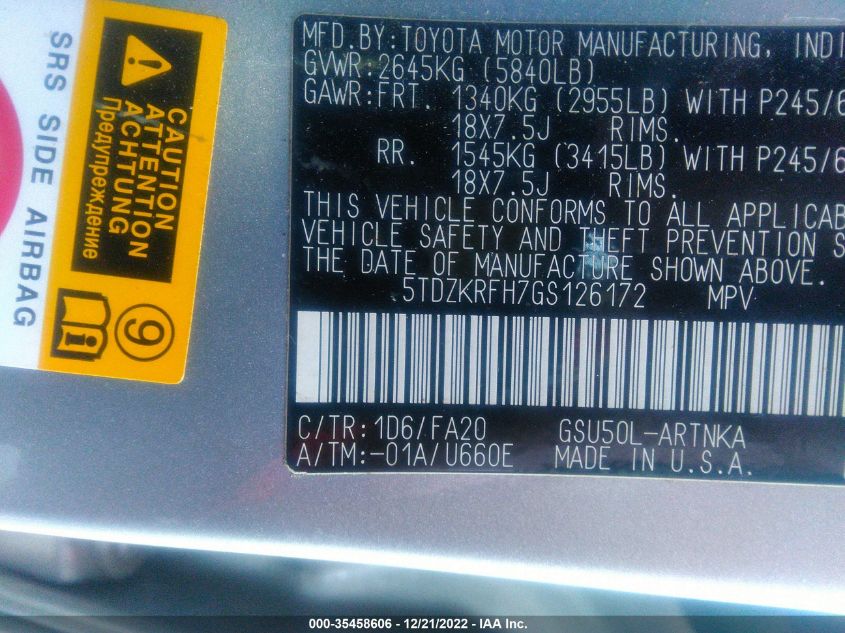 SRS SIDE AIRBAG
CAUTION
ATTENTION
ACHTUNG
Предупреждение
9
MFD.BY:TOYOTA MOTOR MANUFACTURING, INDI
GVWR:2645KG (5840LB)
GAWR:FRT. 1340KG (2955LB) WITH P245/6
18X7.5J RIMS.
RR. 1545KG (3415LB) WITH P245/6
18X7.5J RIMS.
THIS VEHICLE CONFORMS TO ALL APPLICAB
VEHICLE SAFETY AND THEFT PREVENTION S
THE DATE OF MANUFACTURE SHOWN ABOVE.
5TDZKRFH7GS126172 MPV
C/TR:1D6/FA20 GSU50L-ARTNKA
A/TM:-01A/U660E MADE IN U.S.A.
000-35458606 - 12/21/2022 - IAA Inc.